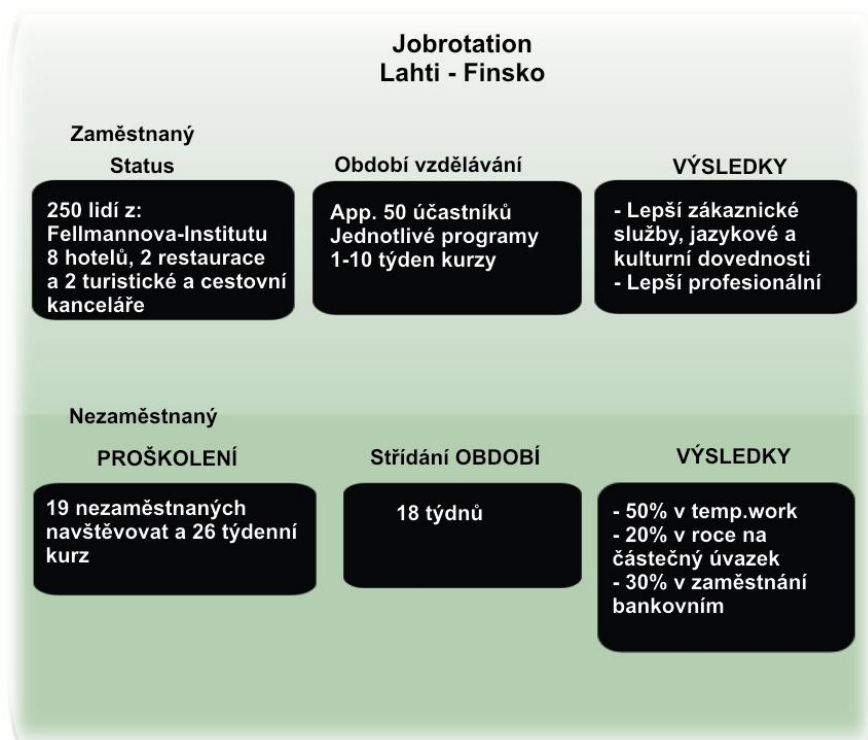 Jobrotation
Lahti - Finsko
Zaměstnaný
Status
250 lidí z:
Fellmannova-Institutu
8 hotelů, 2 restaurace
a 2 turistické a cestovní
kanceláře
Období vzdělávání
App. 50 účastníků
Jednotlivé programy
1-10 týden kurzy
VÝSLEDKY
- Lepší zákaznické
služby, jazykové a
kulturní dovednosti
- Lepší profesionální
Nezaměstnaný
PROŠKOLENÍ
19 nezaměstnaných
navštěvovat a 26 týdenní
kurz
Střídání OBDOBÍ
18 týdnů
VÝSLEDKY
- 50% v temp.work
- 20% v roce na
částečný úvazek
- 30% v zaměstnání
bankovním